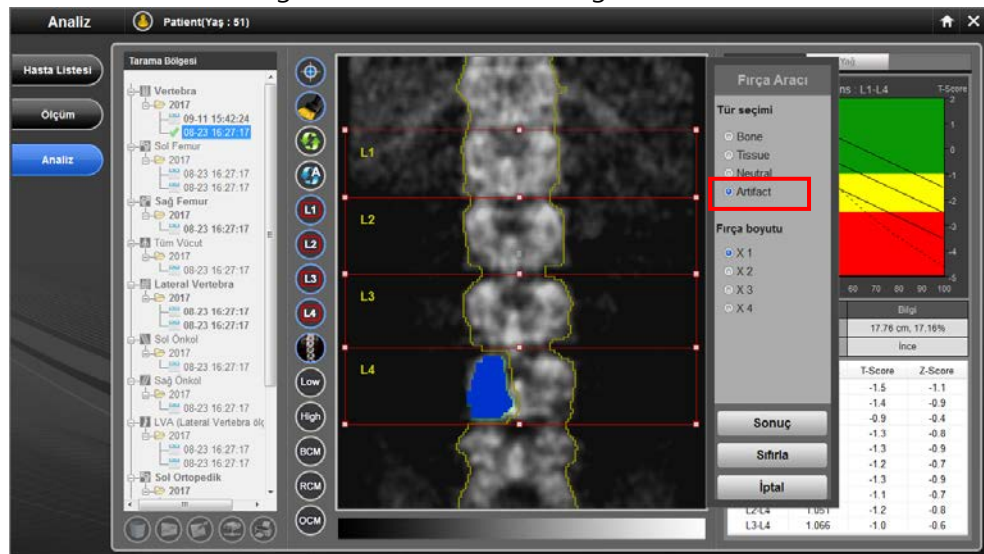 Analiz
Patient(Yaş : 51)
Hasta Listesi
Ölçüm
Analiz
Tarama Bölgesi
Vertebra
2017
09-11 15:42:24
08-23 16:27:17
Sol Femur
2017
08-23 16:27:17
08-23 16:27:17
Sağ Femur
2017
08-23 16:27:17
Tüm Vücut
2017
08-23 16:27:17
Lateral Vertebra
2017
08-23 16:27:17
08-23 16:27:17
Sol Önkol
2017
08-23 16:27:17
Sağ Önkol
2017
08-23 16:27:17
LVA (Lateral Vertebra ölç
2017
08-23 16:27:17
08-23 16:27:17
Sol Ortopedik
2017
L1
L2
L3
L4
Low
High
BCM
RCM
OCM
L1
L2
L3
L4
Fırça Aracı
Tür seçimi
Bone
Tissue
Neutral
Artifact
Fırça boyutu
X 1
X 2
X 3
X 4
Sonuç
Sıfırla
İptal
Yağ
ns : L1-L4
T-Score
2
1
0
-1
-2
-3
-4
-5
60 70 80 90 100
Bilgi
17.76 cm, 17.16%
İnce
T-Score Z-Score
-1.5 -1.1
-1.4 -0.9
-0.9 -0.4
-1.3 -0.8
-1.3 -0.9
-1.2 -0.7
-1.3 -0.9
-1.1 -0.7
L2-L4 1.051 -1.2 -0.8
L3-L4 1.066 -1.0 -0.6